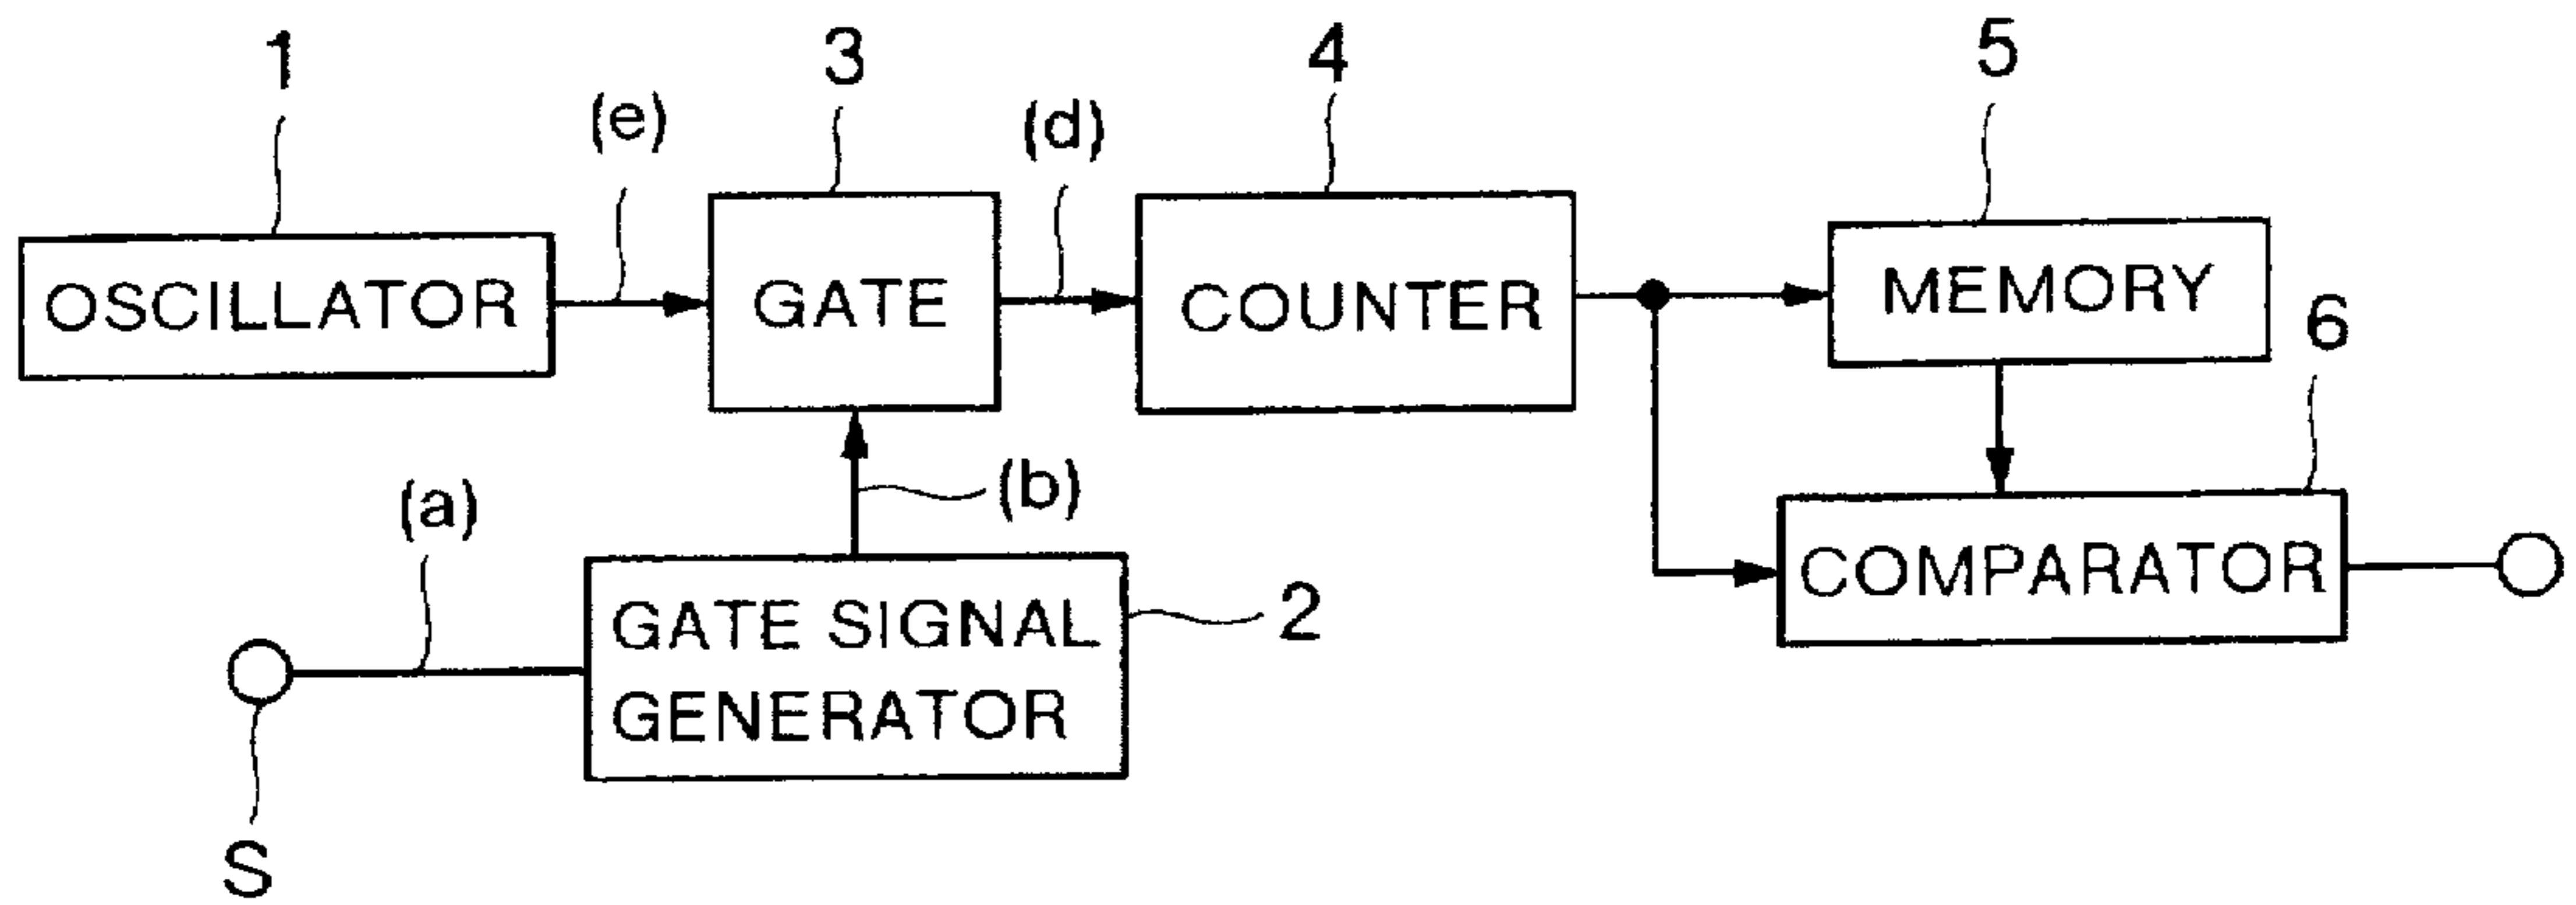 1
3
4
5
(e)
(d)
OSCILLATOR
GATE
COUNTER
MEMORY
6
(a)
(b)
GATE SIGNAL
GENERATOR
2
COMPARATOR
S